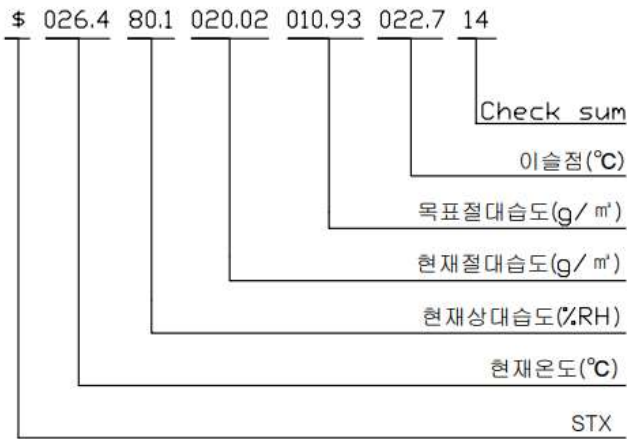 $ 026.4 80.1 020.02 010.93 022.7 14
Check sum
이슬점(℃)
목표절대습도(g/㎥)
현재절대습도(g/㎥)
현재상대습도(%RH)
현재온도(℃)
STX